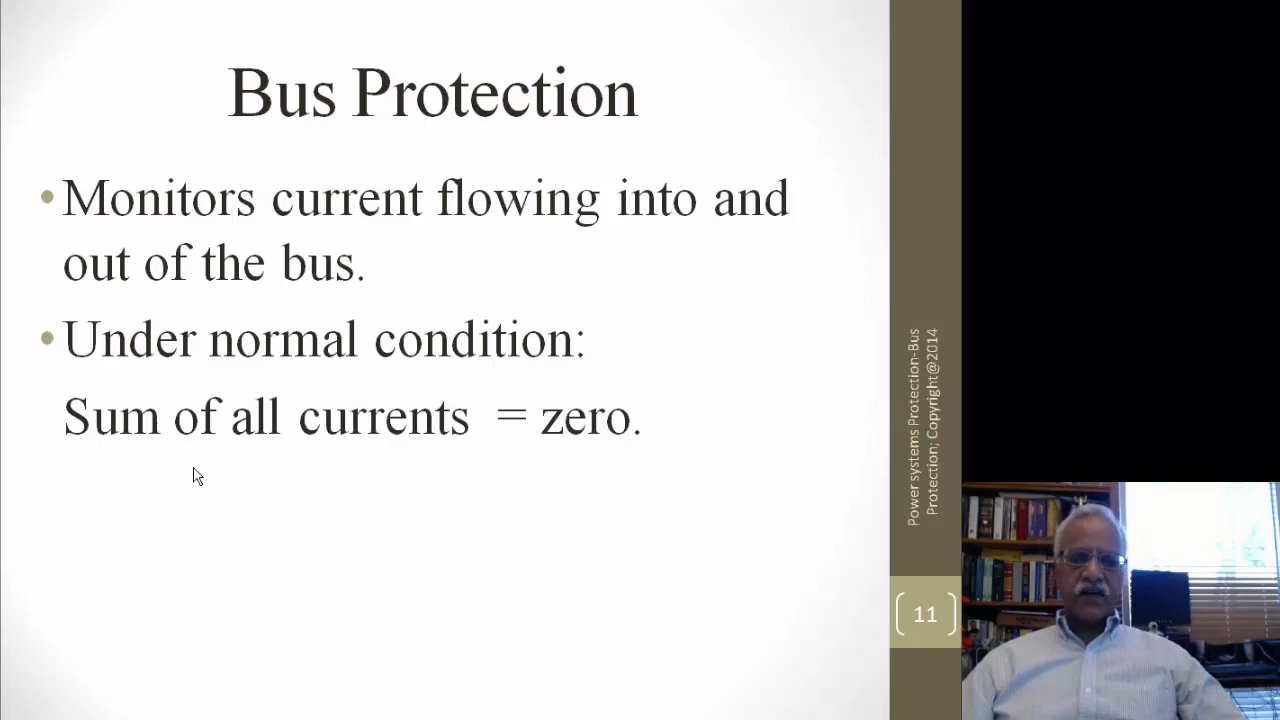 Bus Protection
•Monitors current flowing into and
out of the bus.
•Under normal condition:
Sum of all currents = zero.
Power systems Protection-Bus
Protection; Copyright@2014
11